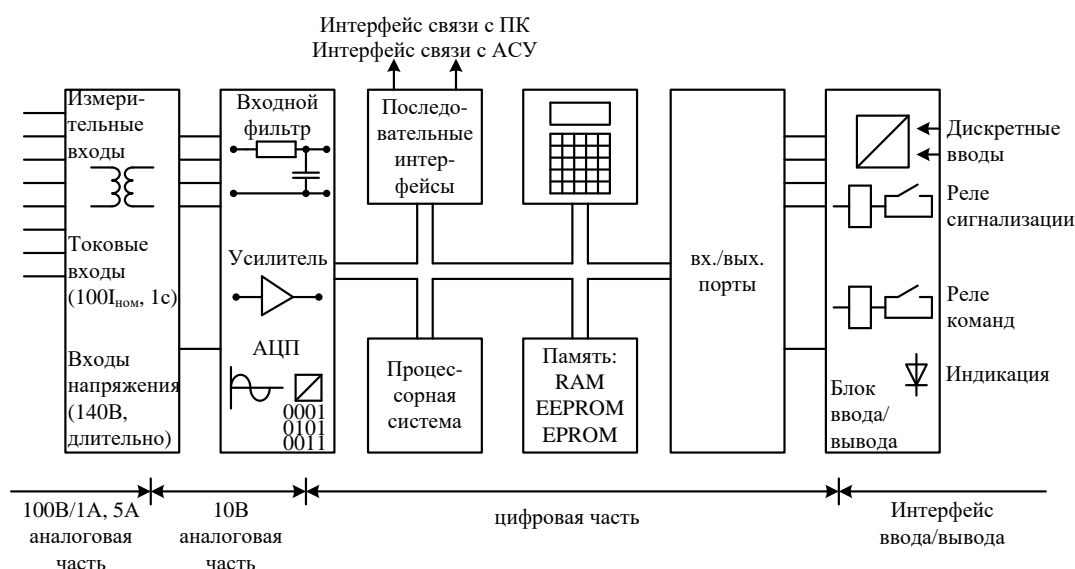 Интерфейс связи с ПК
Интерфейс связи с АСУ
Измери-
тельные
входы
Токовые
входы
(100Iном, 1с)
Входы
напряжения
(140В,
длительно)
Входной
фильтр
Усилитель
АЦП
0001
0101
0011
Последо-
вательные
интер-
фейсы
Процес-
сорная
система
Память:
RAM
EEPROM
EPROM
вх./вых.
порты
Дискретные
вводы
Реле
сигнализации
Реле
команд
Индикация
Блок
ввода/
вывода
100В/1А, 5А
аналоговая
часть
10В
аналоговая
часть
цифровая часть
Интерфейс
ввода/вывода